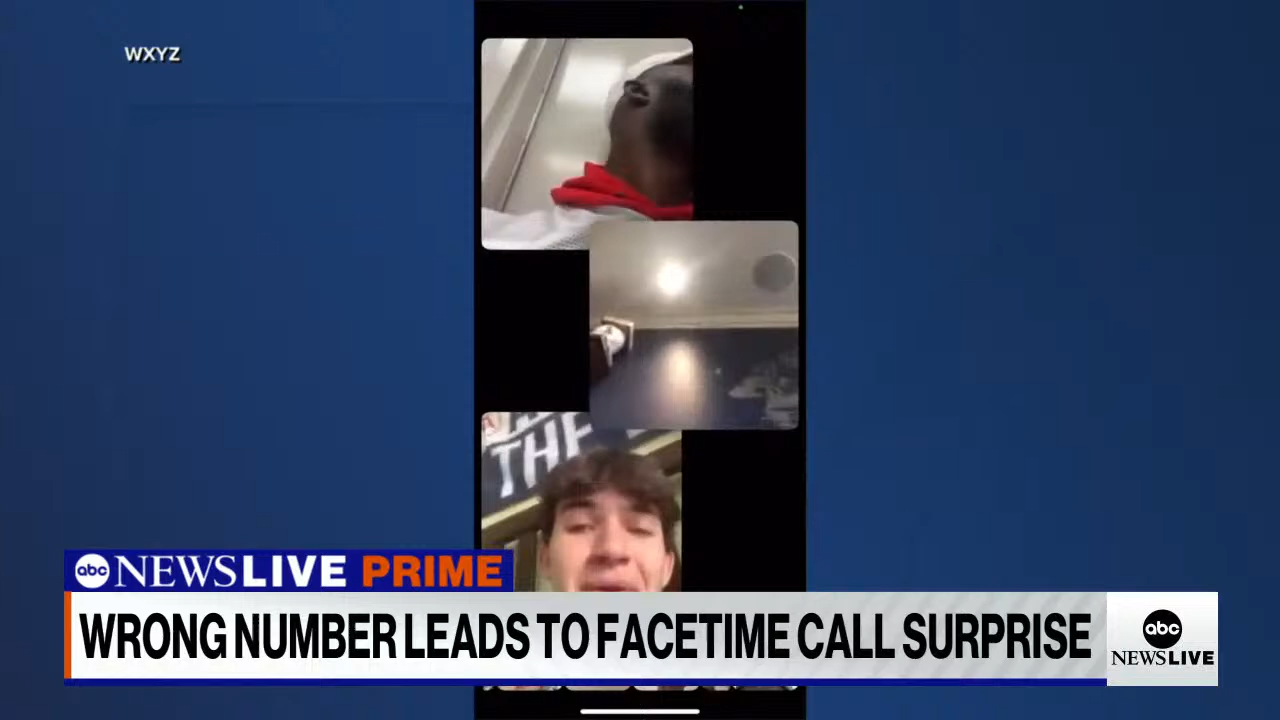 WXYZ
THE
abc NEWS LIVE PRIME
WRONG NUMBER LEADS TO FACETIME CALL SURPRISE
abc
NEWS LIVE